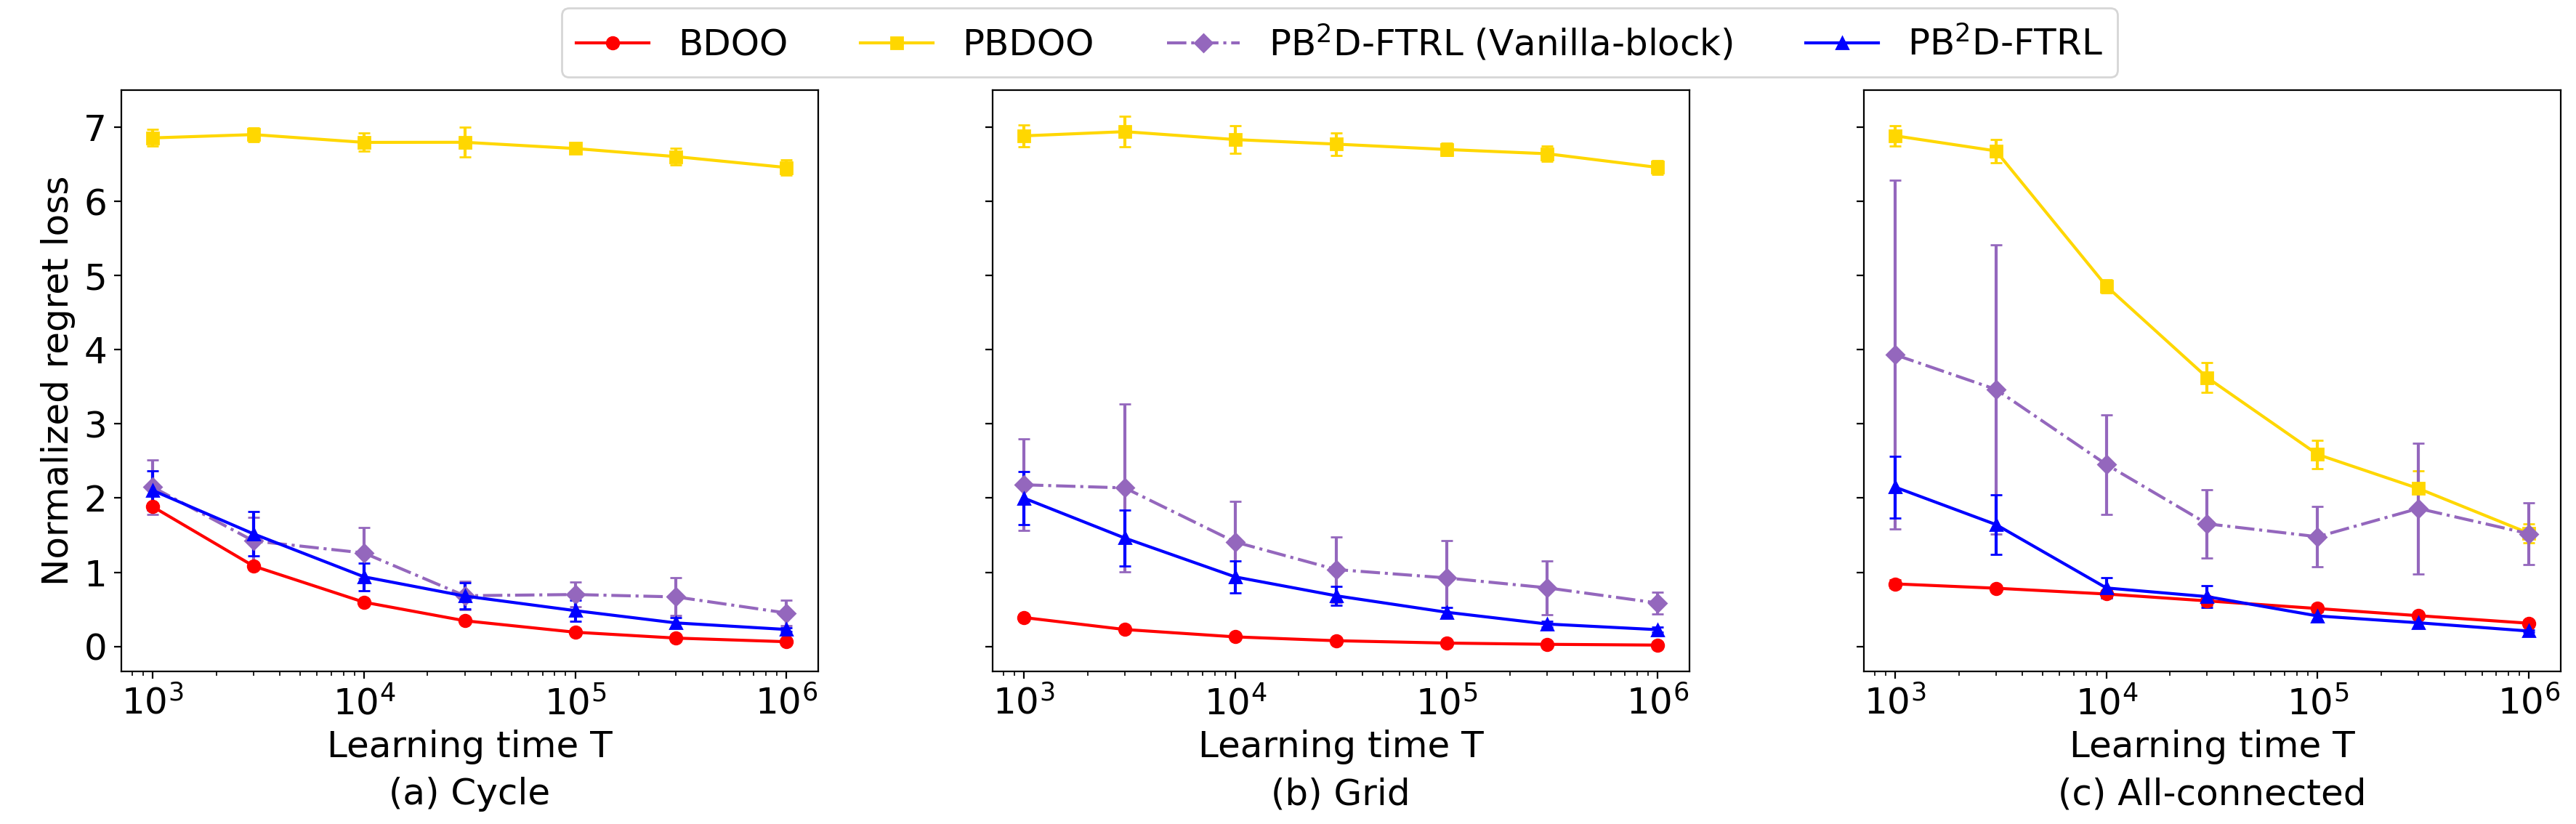 BDOO PBDOO PB²D-FTRL (Vanilla-block) PB²D-FTRL
Normalized regret loss
7
6
5
4
3
2
1
0
10³ 10⁴ 10⁵ 10⁶
Learning time T
(a) Cycle
10³ 10⁴ 10⁵ 10⁶
Learning time T
(b) Grid
10³ 10⁴ 10⁵ 10⁶
Learning time T
(c) All-connected